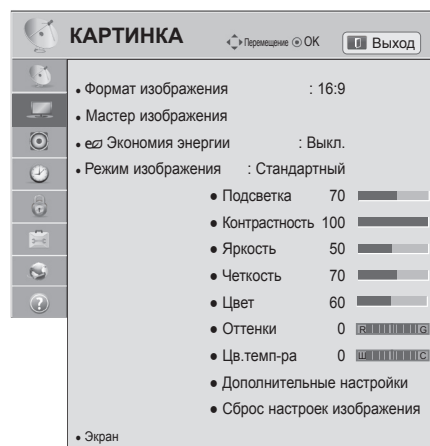 КАРТИНКА Перемещение OK Выход
• Формат изображения : 16:9
• Мастер изображения
• Экономия энергии : Выкл.
• Режим изображения : Стандартный
● Подсветка 70
● Контрастность 100
● Яркость 50
● Четкость 70
● Цвет 60
● Оттенки 0 R G
● Цв.темп-ра 0 Ш С
● Дополнительные настройки
● Сброс настроек изображения
• Экран